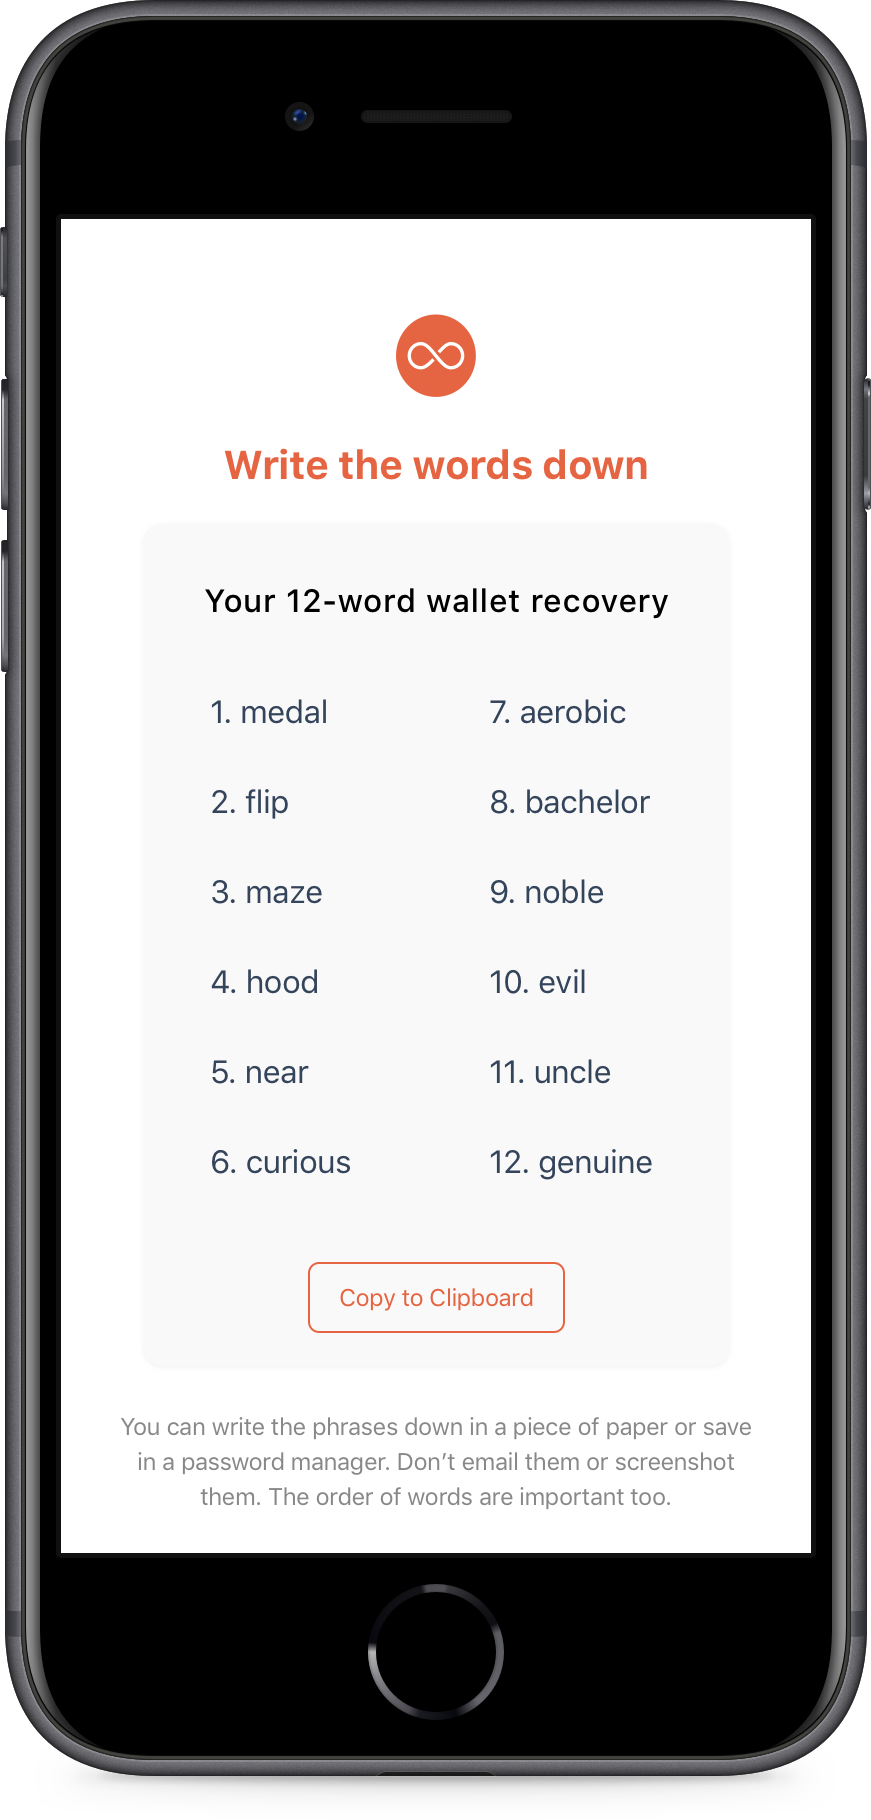 Write the words down
Your 12-word wallet recovery
1. medal
2. flip
3. maze
4. hood
5. near
6. curious
7. aerobic
8. bachelor
9. noble
10. evil
11. uncle
12. genuine
Copy to Clipboard
You can write the phrases down in a piece of paper or save
in a password manager. Don’t email them or screenshot
them. The order of words are important too.